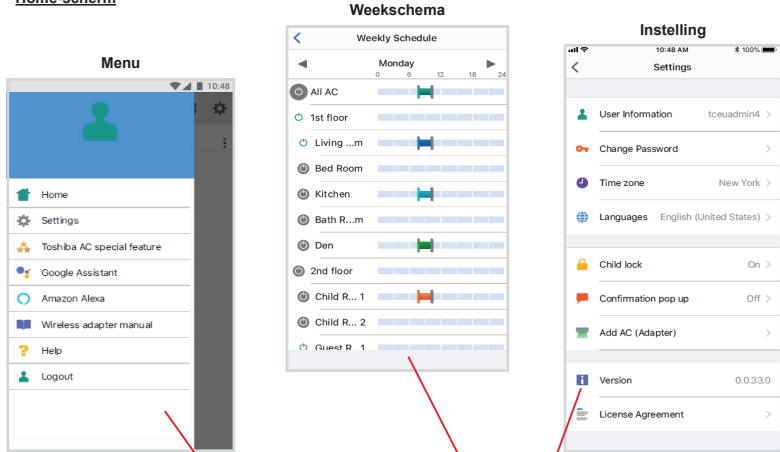 Home-scherm
Menu
10:48
Home
Settings
Toshiba AC special feature
Google Assistant
Amazon Alexa
Wireless adapter manual
Help
Logout
Weekschema
Weekly Schedule
Monday
0 6 12 18 24
All AC
1st floor
Living ...m
Bed Room
Kitchen
Bath R...m
Den
2nd floor
Child R... 1
Child R... 2
Guest R 1
Instelling
10:48 AM 100%
Settings
User Information tceuadmin4
Change Password
Time zone New York
Languages English (United States)
Child lock On
Confirmation pop up Off
Add AC (Adapter)
Version 0.0.33.0
License Agreement